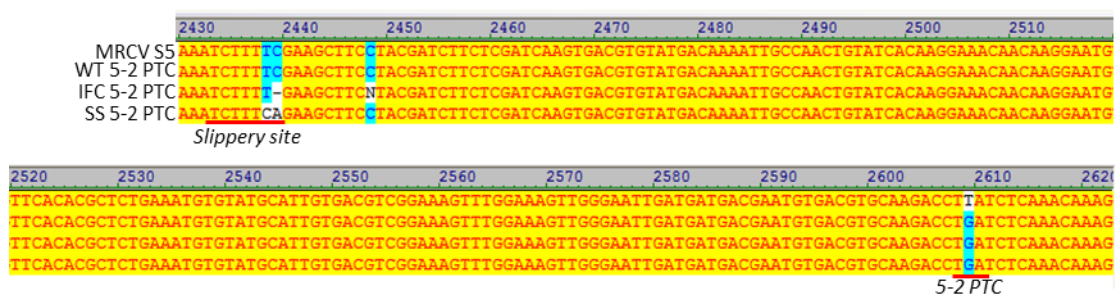 2430 2440 2450 2460 2470 2480 2490 2500 2510
MRCV S5 AAATCTTTTCGAAGCTTCCTACGATCTTCTCGATCAAGTGACGTGTATGACAAAATTGCCAACTGTATCACAAGGAAACAACAAGGAATG
WT 5-2 PTC AAATCTTTTCGAAGCTTCCTACGATCTTCTCGATCAAGTGACGTGTATGACAAAATTGCCAACTGTATCACAAGGAAACAACAAGGAATG
IFC 5-2 PTC AAATCTTTT-GAAGCTTCNTACGATCTTCTCGATCAAGTGACGTGTATGACAAAATTGCCAACTGTATCACAAGGAAACAACAAGGAATG
SS 5-2 PTC AAATCTTTCAGAAGCTTCCTACGATCTTCTCGATCAAGTGACGTGTATGACAAAATTGCCAACTGTATCACAAGGAAACAACAAGGAATG
Slippery site
2520 2530 2540 2550 2560 2570 2580 2590 2600 2610 2620
TTCACACGCTCTGAAATGTGTATGCATTGTGACGTCGGAAAGTTTGGAAAGTTGGGAATTGATGATGACGAATGTGACGTGCAAGACCTTATCTCAAACAAAG
TTCACACGCTCTGAAATGTGTATGCATTGTGACGTCGGAAAGTTTGGAAAGTTGGGAATTGATGATGACGAATGTGACGTGCAAGACCTGATCTCAAACAAAG
TTCACACGCTCTGAAATGTGTATGCATTGTGACGTCGGAAAGTTTGGAAAGTTGGGAATTGATGATGACGAATGTGACGTGCAAGACCTGATCTCAAACAAAG
TTCACACGCTCTGAAATGTGTATGCATTGTGACGTCGGAAAGTTTGGAAAGTTGGGAATTGATGATGACGAATGTGACGTGCAAGACCTGATCTCAAACAAAG
5-2 PTC